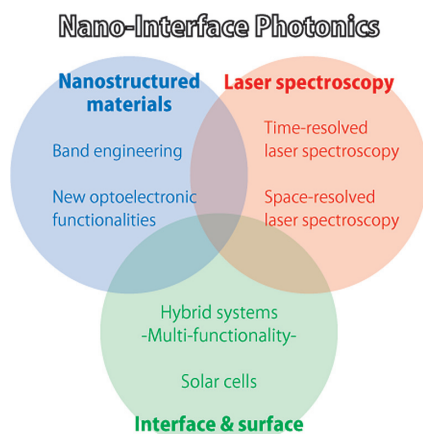 Nano-Interface Photonics
Nanostructured
materials
Band engineering
New optoelectronic
functionalities
Laser spectroscopy
Time-resolved
laser spectroscopy
Space-resolved
laser spectroscopy
Hybrid systems
-Multi-functionality-
Solar cells
Interface & surface